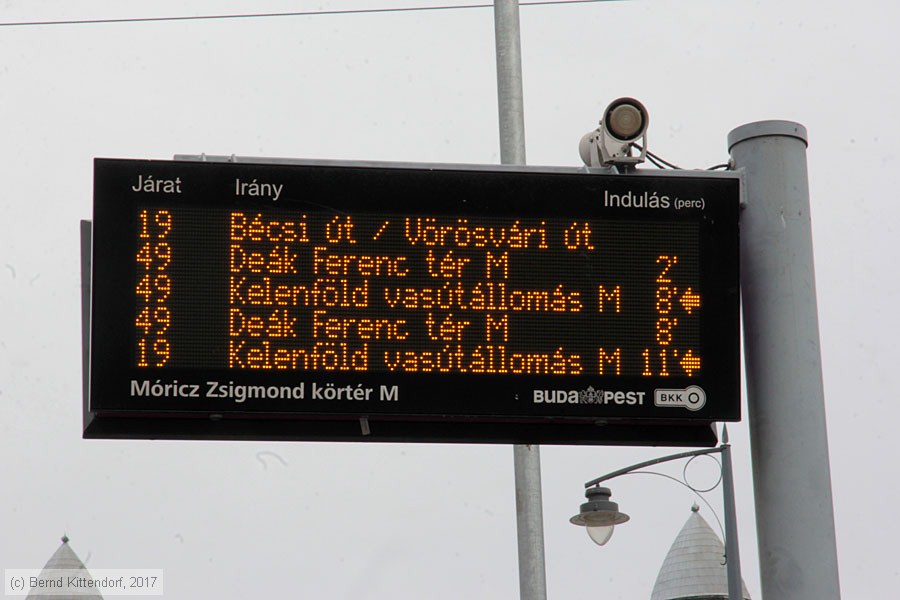 Járat Irány Indulás (perc)
19 Bécsi út / Vörösvári út
49 Deák Ferenc tér M 2'
49 Kelenföld vasútállomás M 8'
49 Deák Ferenc tér M 8'
19 Kelenföld vasútállomás M 11'
Móricz Zsigmond körtér M BUDAPEST BKK
(c) Bernd Kittendorf, 2017